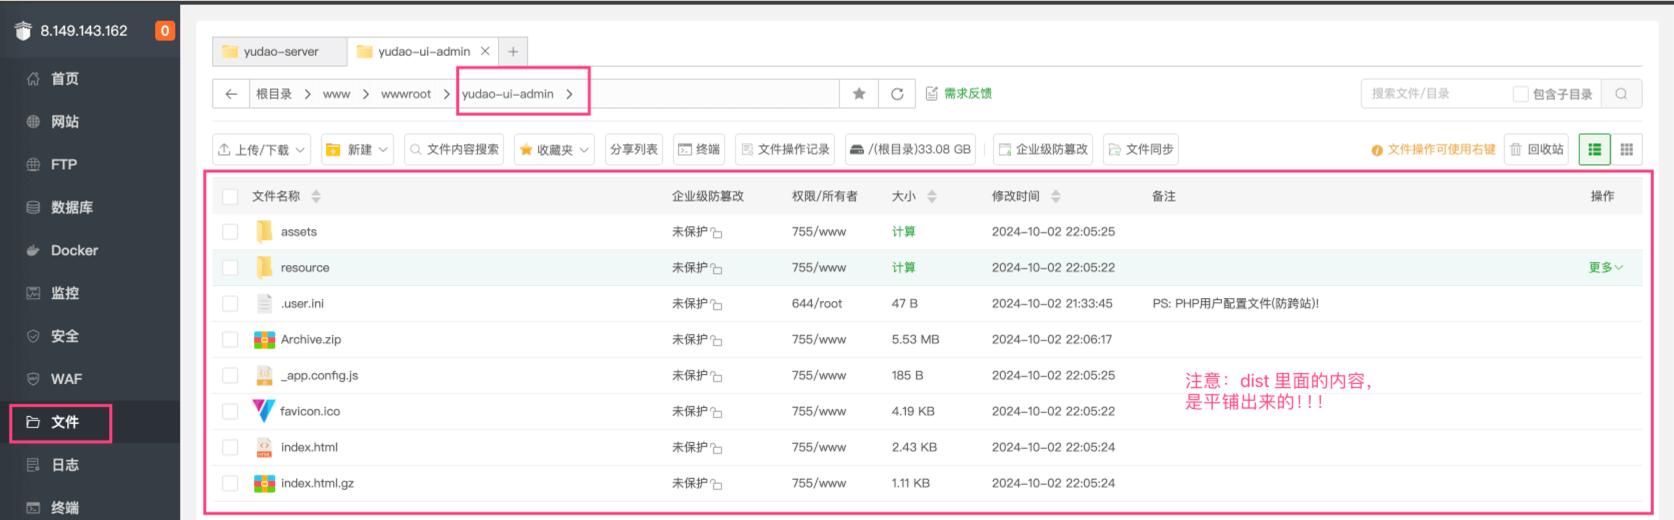 8.149.143.162 0
首页
网站
FTP
数据库
Docker
监控
安全
WAF
文件
日志
终端
yudao-server yudao-ui-admin
根目录 www wwwroot yudao-ui-admin 需求反馈 搜索文件/目录 包含子目录
上传/下载 新建 文件内容搜索 收藏夹 分享列表 终端 文件操作记录 /(根目录)33.08 GB 企业级防篡改 文件同步 文件操作可使用右键 回收站
文件名称 企业级防篡改 权限/所有者 大小 修改时间 备注 操作
assets 未保护 755/www 计算 2024-10-02 22:05:25
resource 未保护 755/www 计算 2024-10-02 22:05:22 更多
.user.ini 未保护 644/root 47 B 2024-10-02 21:33:45 PS: PHP用户配置文件(防跨站)!
Archive.zip 未保护 755/www 5.53 MB 2024-10-02 22:06:17
_app.config.js 未保护 755/www 185 B 2024-10-02 22:05:25
favicon.ico 未保护 755/www 4.19 KB 2024-10-02 22:05:22
index.html 未保护 755/www 2.43 KB 2024-10-02 22:05:24
index.html.gz 未保护 755/www 1.11 KB 2024-10-02 22:05:24
注意：dist 里面的内容，
是平铺出来的！！！